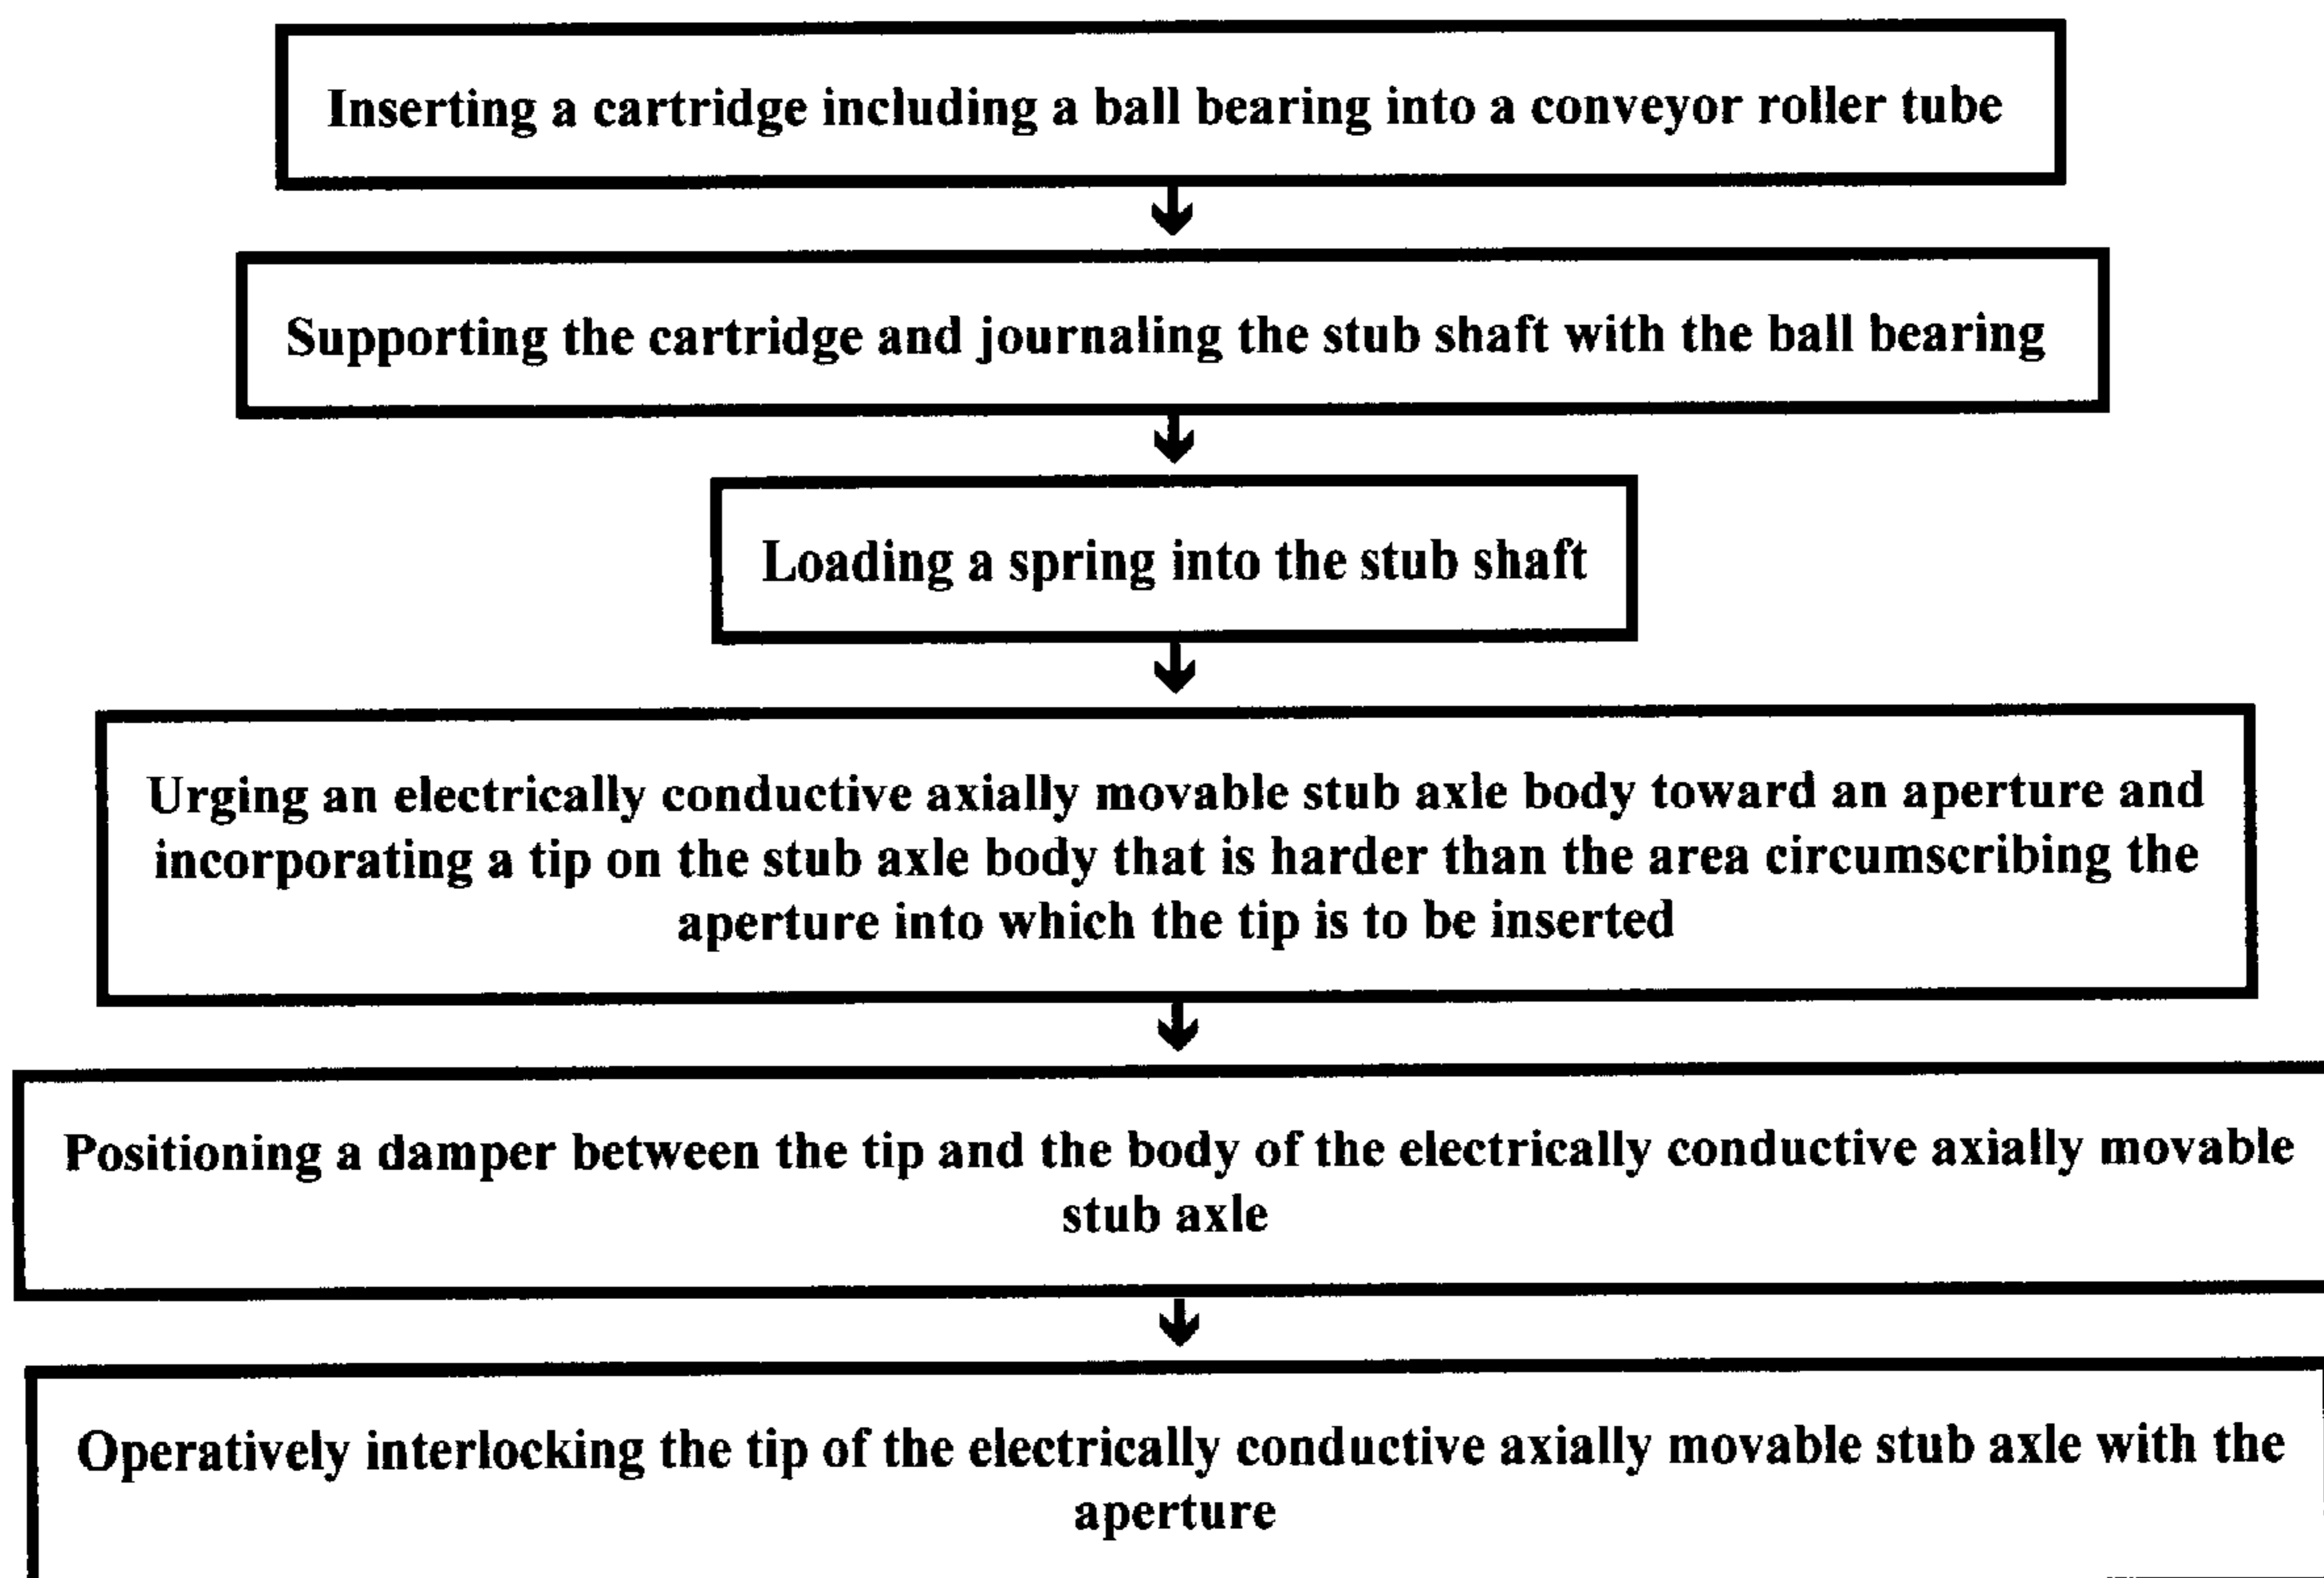 Inserting a cartridge including a ball bearing into a conveyor roller tube
Supporting the cartridge and journaling the stub shaft with the ball bearing
Loading a spring into the stub shaft
Urging an electrically conductive axially movable stub axle body toward an aperture and
incorporating a tip on the stub axle body that is harder than the area circumscribing the
aperture into which the tip is to be inserted
Positioning a damper between the tip and the body of the electrically conductive axially movable
stub axle
Operatively interlocking the tip of the electrically conductive axially movable stub axle with the
aperture